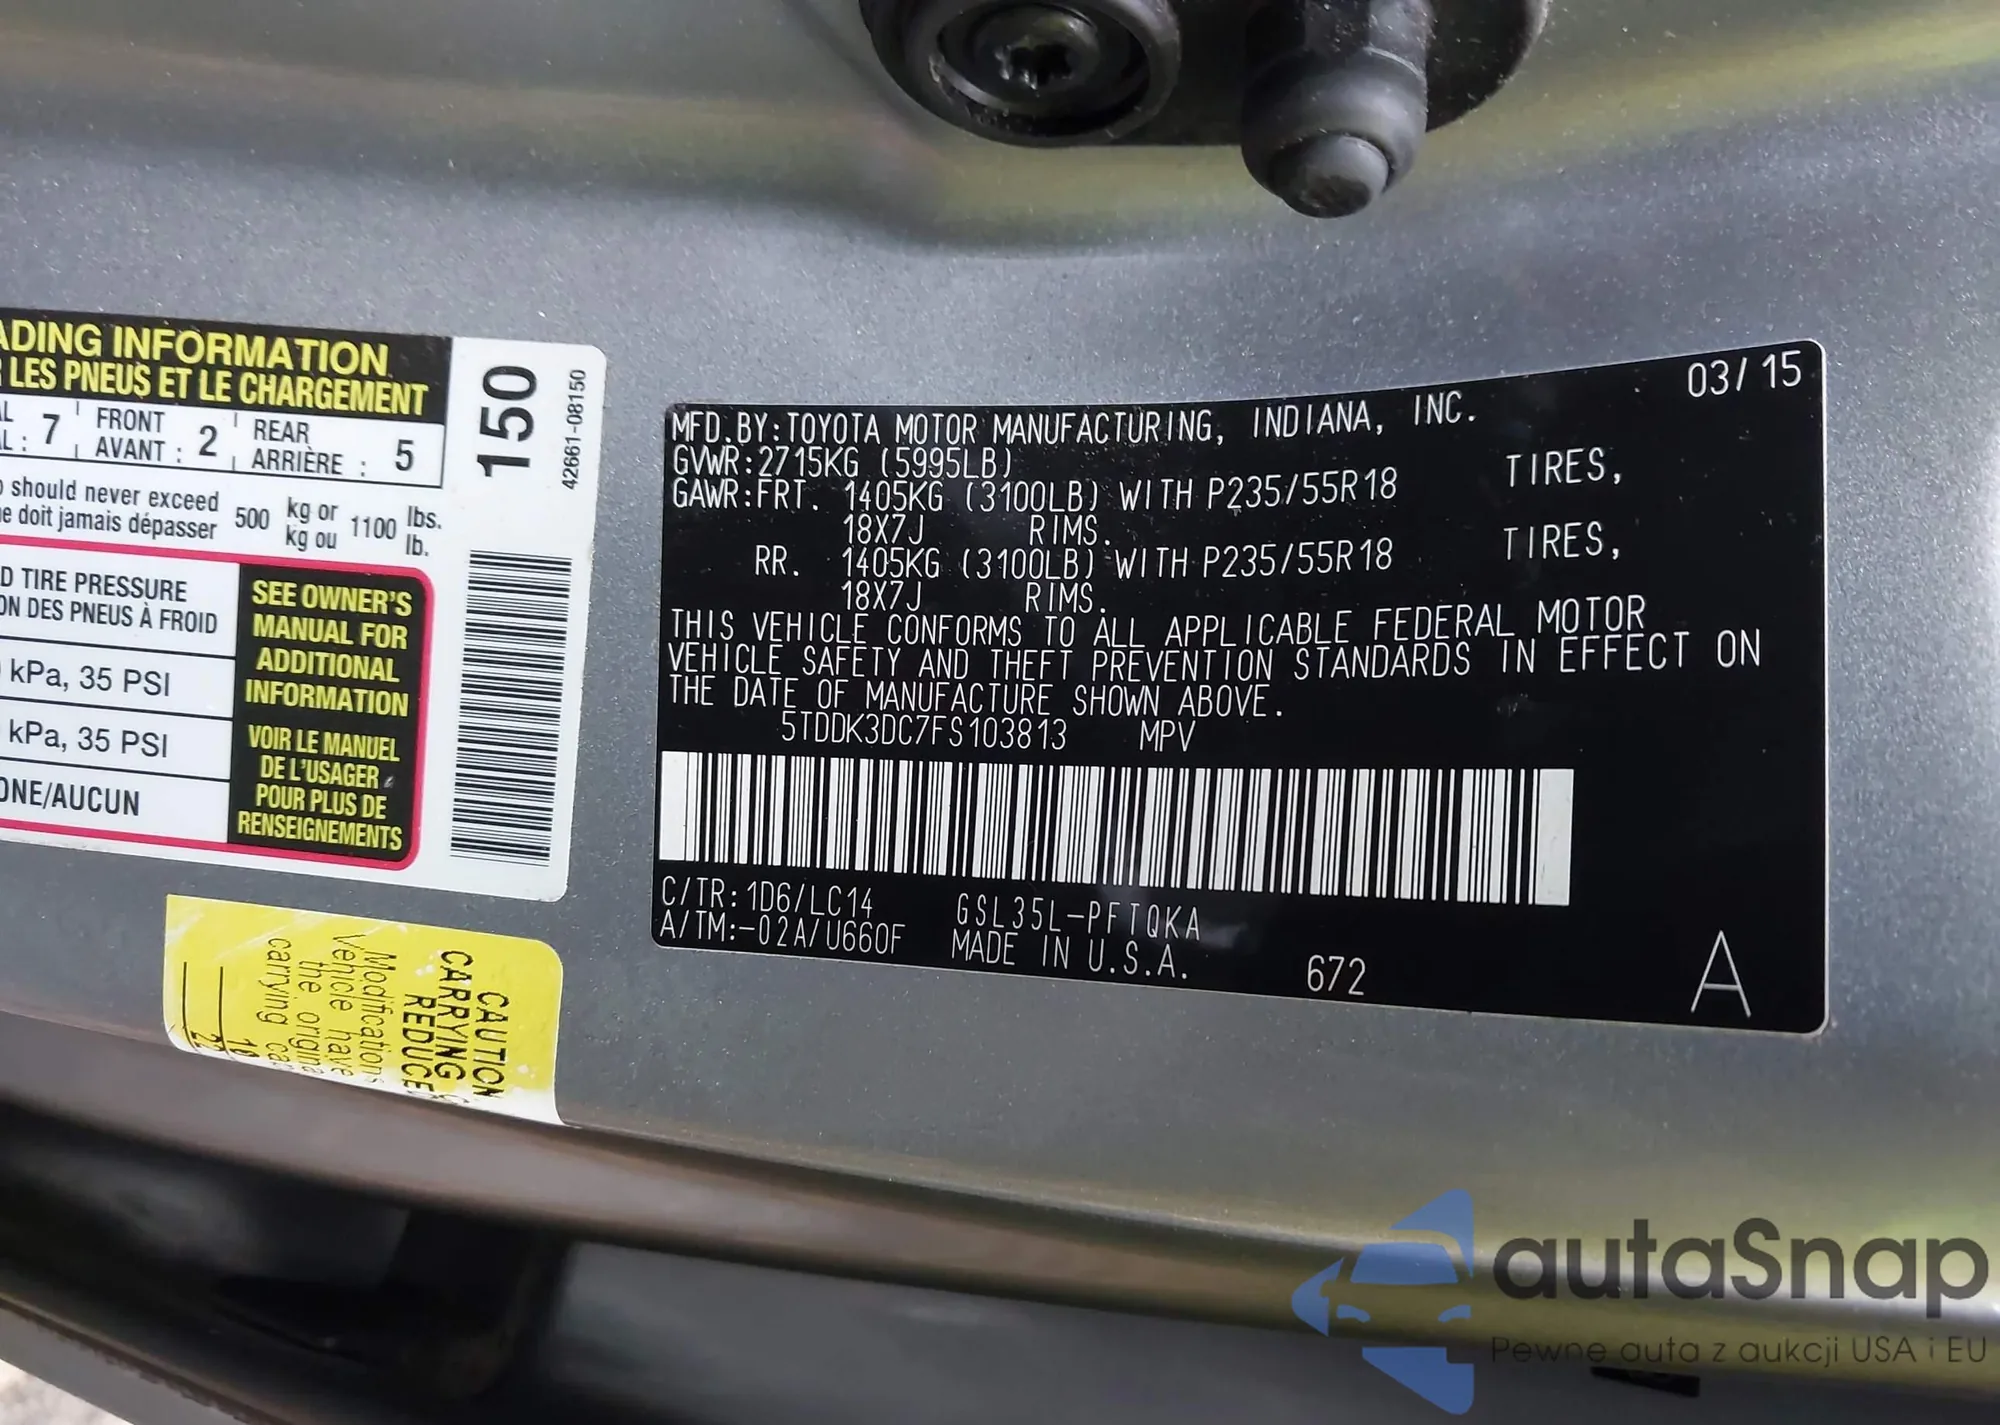 ADING INFORMATION
LES PNEUS ET LE CHARGEMENT
7 FRONT AVANT : 2 REAR ARRIÈRE : 5
should never exceed 500 kg or 1100 lbs.
doit jamais dépasser kg ou lb.
D TIRE PRESSURE
ON DES PNEUS À FROID
kPa, 35 PSI
kPa, 35 PSI
ONE/AUCUN
SEE OWNER'S
MANUAL FOR
ADDITIONAL
INFORMATION
VOIR LE MANUEL
DE L'USAGER
POUR PLUS DE
RENSEIGNEMENTS
150
42661-08150
CAUTION
CARRYING
REDUCE
Modifications
vehicle have
the origina
carrying ca
03/15
MFD.BY:TOYOTA MOTOR MANUFACTURING, INDIANA, INC.
GVWR:2715KG (5995LB)
GAWR:FRT. 1405KG (3100LB) WITH P235/55R18 TIRES,
18X7J RIMS.
RR. 1405KG (3100LB) WITH P235/55R18 TIRES,
18X7J RIMS.
THIS VEHICLE CONFORMS TO ALL APPLICABLE FEDERAL MOTOR
VEHICLE SAFETY AND THEFT PREVENTION STANDARDS IN EFFECT ON
THE DATE OF MANUFACTURE SHOWN ABOVE.
5TDDK3DC7FS103813 MPV
C/TR:1D6/LC14 GSL35L-PFTQKA
A/TM:-02A/U660F MADE IN U.S.A.
672
A
autaSnap
Pewne auta z aukcji USA i EU